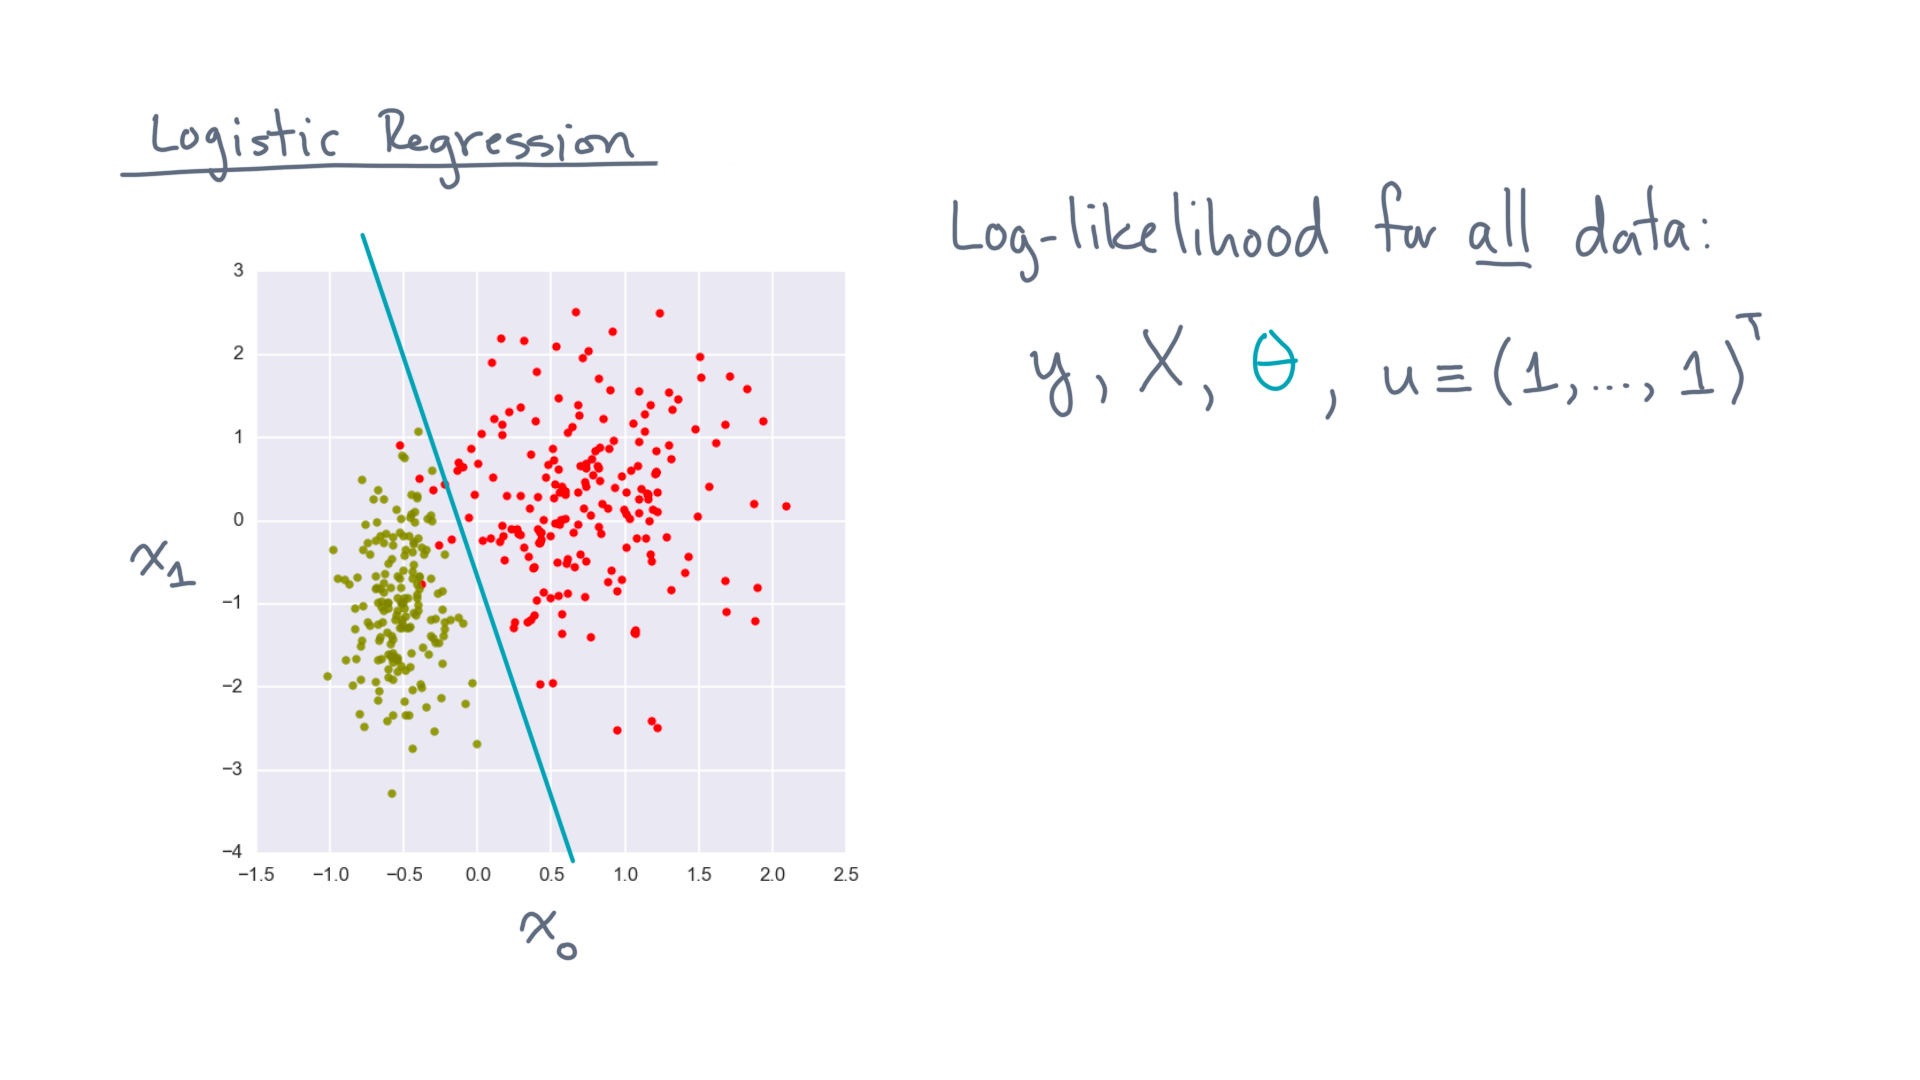 Logistic Regression
Log-likelihood for all data:
y, X, θ, u ≡ (1, ..., 1)ᵀ
3
2
1
0
−1
−2
−3
−4
x₁
−1.5 −1.0 −0.5 0.0 0.5 1.0 1.5 2.0 2.5
x₀